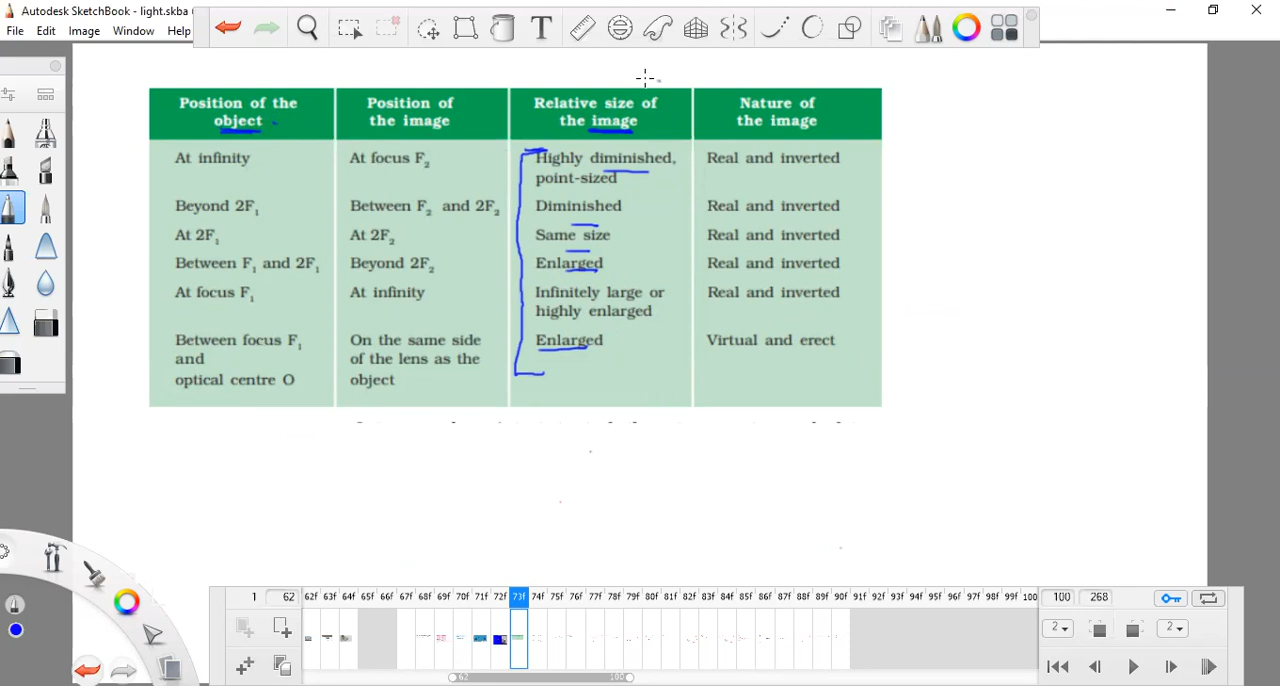 Autodesk SketchBook - light.skba
File Edit Image Window Help
Position of the object
Position of the image
Relative size of the image
Nature of the image
At infinity
At focus F2
Highly diminished, point-sized
Real and inverted
Beyond 2F1
Between F2 and 2F2
Diminished
Real and inverted
At 2F1
At 2F2
Same size
Real and inverted
Between F1 and 2F1
Beyond 2F2
Enlarged
Real and inverted
At focus F1
At infinity
Infinitely large or highly enlarged
Real and inverted
Between focus F1 and optical centre O
On the same side of the lens as the object
Enlarged
Virtual and erect
1 62 62f 63f 64f 65f 66f 67f 68f 69f 70f 71f 72f 73f 74f 75f 76f 77f 78f 79f 80f 81f 82f 83f 84f 85f 86f 87f 88f 89f 90f 91f 92f 93f 94f 95f 96f 97f 98f 99f 100 100 268
2 2
62 100